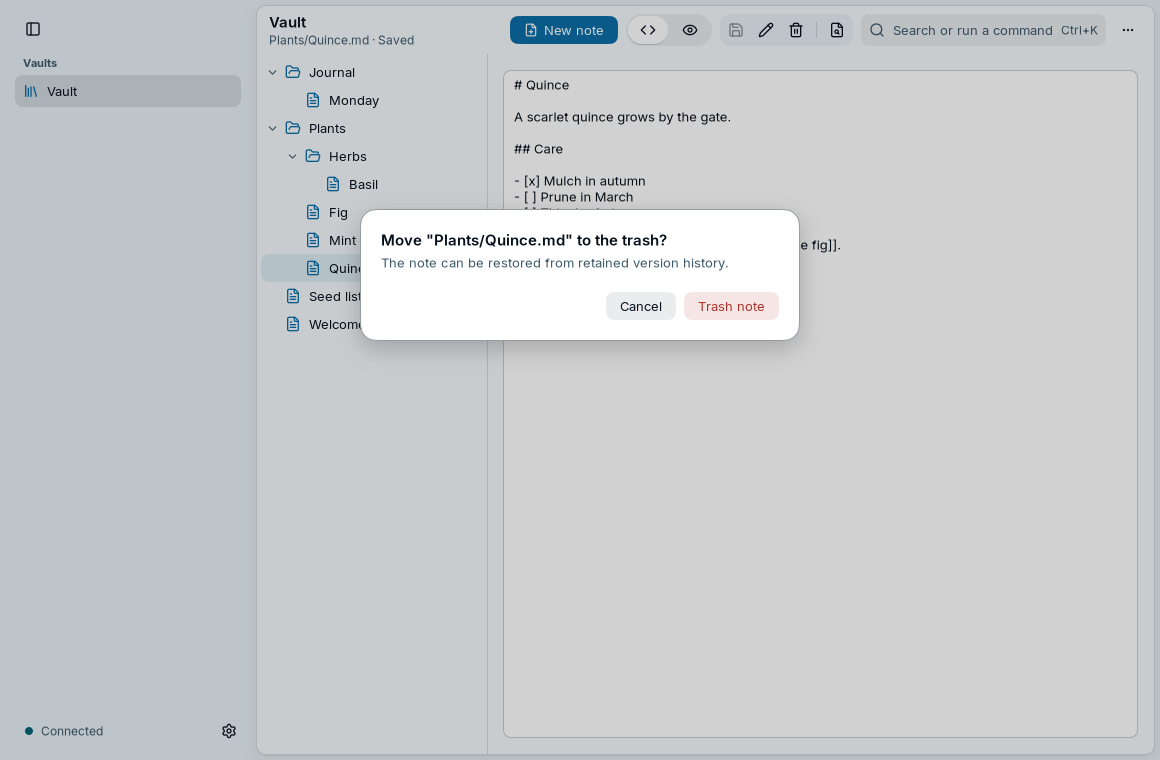 Vaults
Vault
Connected
Vault
Plants/Quince.md · Saved
New note
Search or run a command
Ctrl+K
Journal
Monday
Plants
Herbs
Basil
Fig
Mint
Seed list
Welcome
# Quince
A scarlet quince grows by the gate.
## Care
- [x] Mulch in autumn
- [ ] Prune in March
fig]].
Move "Plants/Quince.md" to the trash?
The note can be restored from retained version history.
Cancel
Trash note